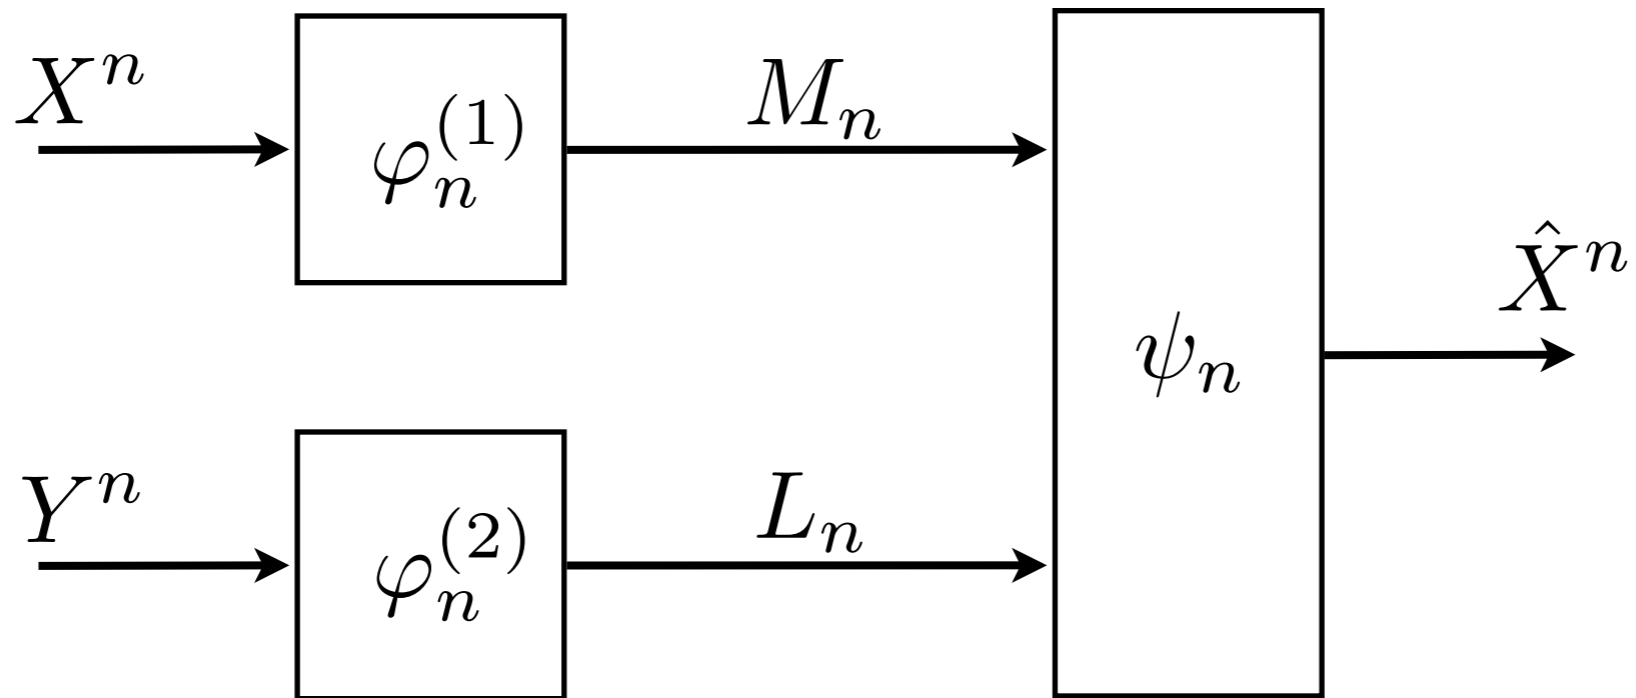 X^n
φ_n^{(1)}
M_n
X̂^n
ψ_n
Y^n
φ_n^{(2)}
L_n